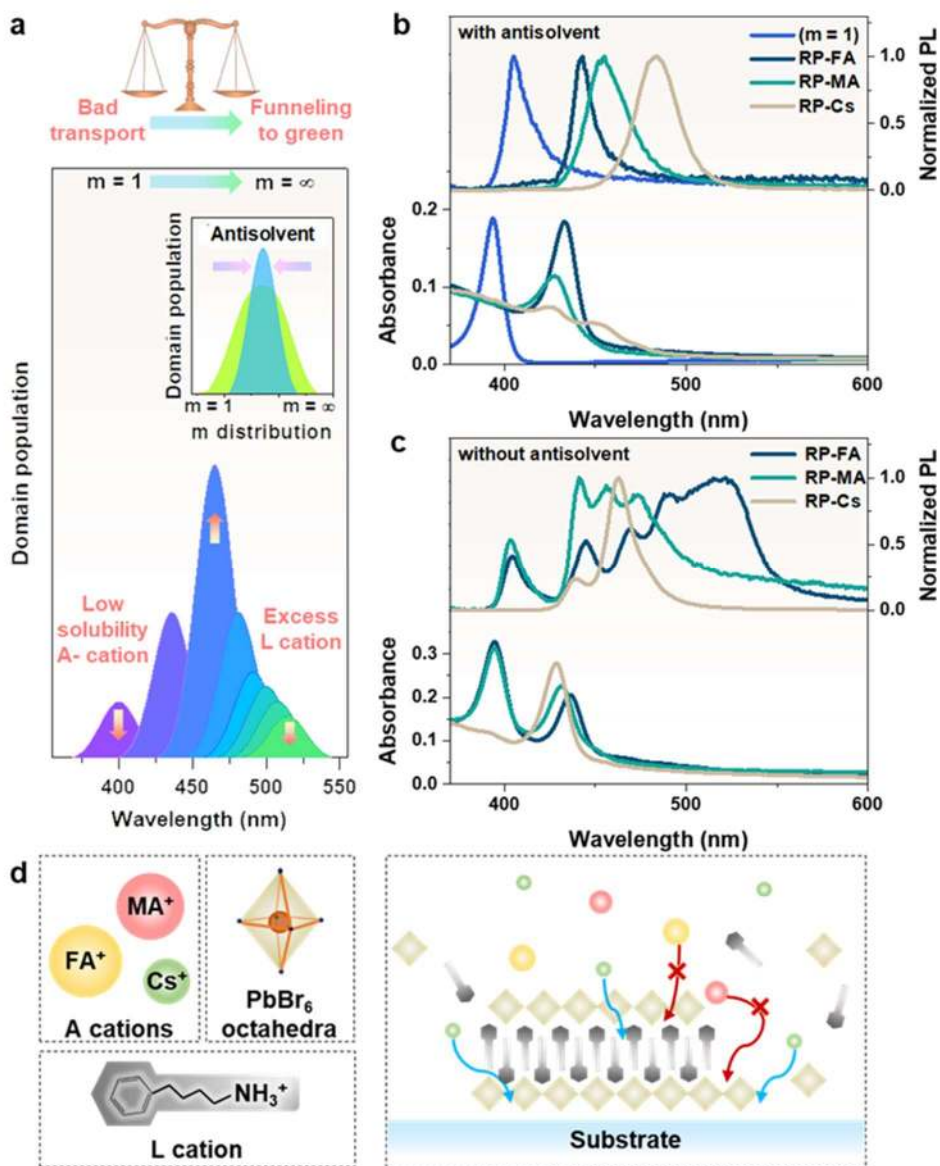 a
Bad
transport
Funneling
to green
m = 1
m = ∞
Antisolvent
Domain population
m = 1
m = ∞
m distribution
Low
solubility
A- cation
Excess
L cation
Domain population
400
450
500
550
Wavelength (nm)
b
with antisolvent
(m = 1)
RP-FA
RP-MA
RP-Cs
1.0
0.5
0.0
Normalized PL
0.2
0.1
0.0
Absorbance
400
500
600
Wavelength (nm)
c
without antisolvent
RP-FA
RP-MA
RP-Cs
1.0
0.5
0.0
Normalized PL
0.3
0.2
0.1
0.0
Absorbance
400
500
600
Wavelength (nm)
d
MA⁺
FA⁺
Cs⁺
A cations
PbBr₆
octahedra
NH₃⁺
L cation
Substrate